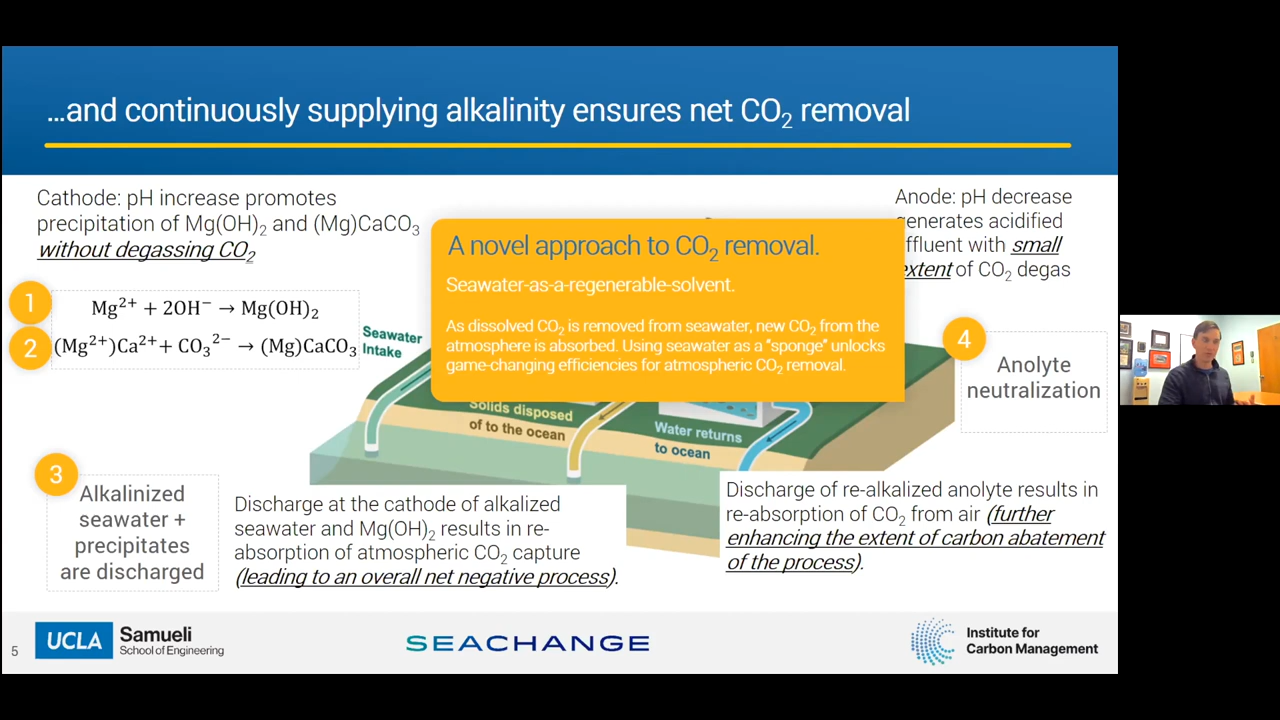 …and continuously supplying alkalinity ensures net CO₂ removal
Cathode: pH increase promotes
precipitation of Mg(OH)₂ and (Mg)CaCO₃
without degassing CO₂
1
Mg²⁺ + 2OH⁻ → Mg(OH)₂
2
(Mg²⁺)Ca²⁺+ CO₃²⁻ → (Mg)CaCO₃
Seawater
Intake
A novel approach to CO₂ removal.
Seawater-as-a-regenerable-solvent.
As dissolved CO₂ is removed from seawater, new CO₂ from the
atmosphere is absorbed. Using seawater as a "sponge" unlocks
game-changing efficiencies for atmospheric CO₂ removal.
Anode: pH decrease
generates acidified
effluent with small
extent of CO₂ degas
4
Anolyte
neutralization
Solids disposed
of to the ocean
Water returns
to ocean
3
Alkalinized
seawater +
precipitates
are discharged
Discharge at the cathode of alkalized
seawater and Mg(OH)₂ results in re-
absorption of atmospheric CO₂ capture
(leading to an overall net negative process).
Discharge of re-alkalized anolyte results in
re-absorption of CO₂ from air (further
enhancing the extent of carbon abatement
of the process).
5
UCLA
Samueli
School of Engineering
SEACHANGE
Institute for
Carbon Management